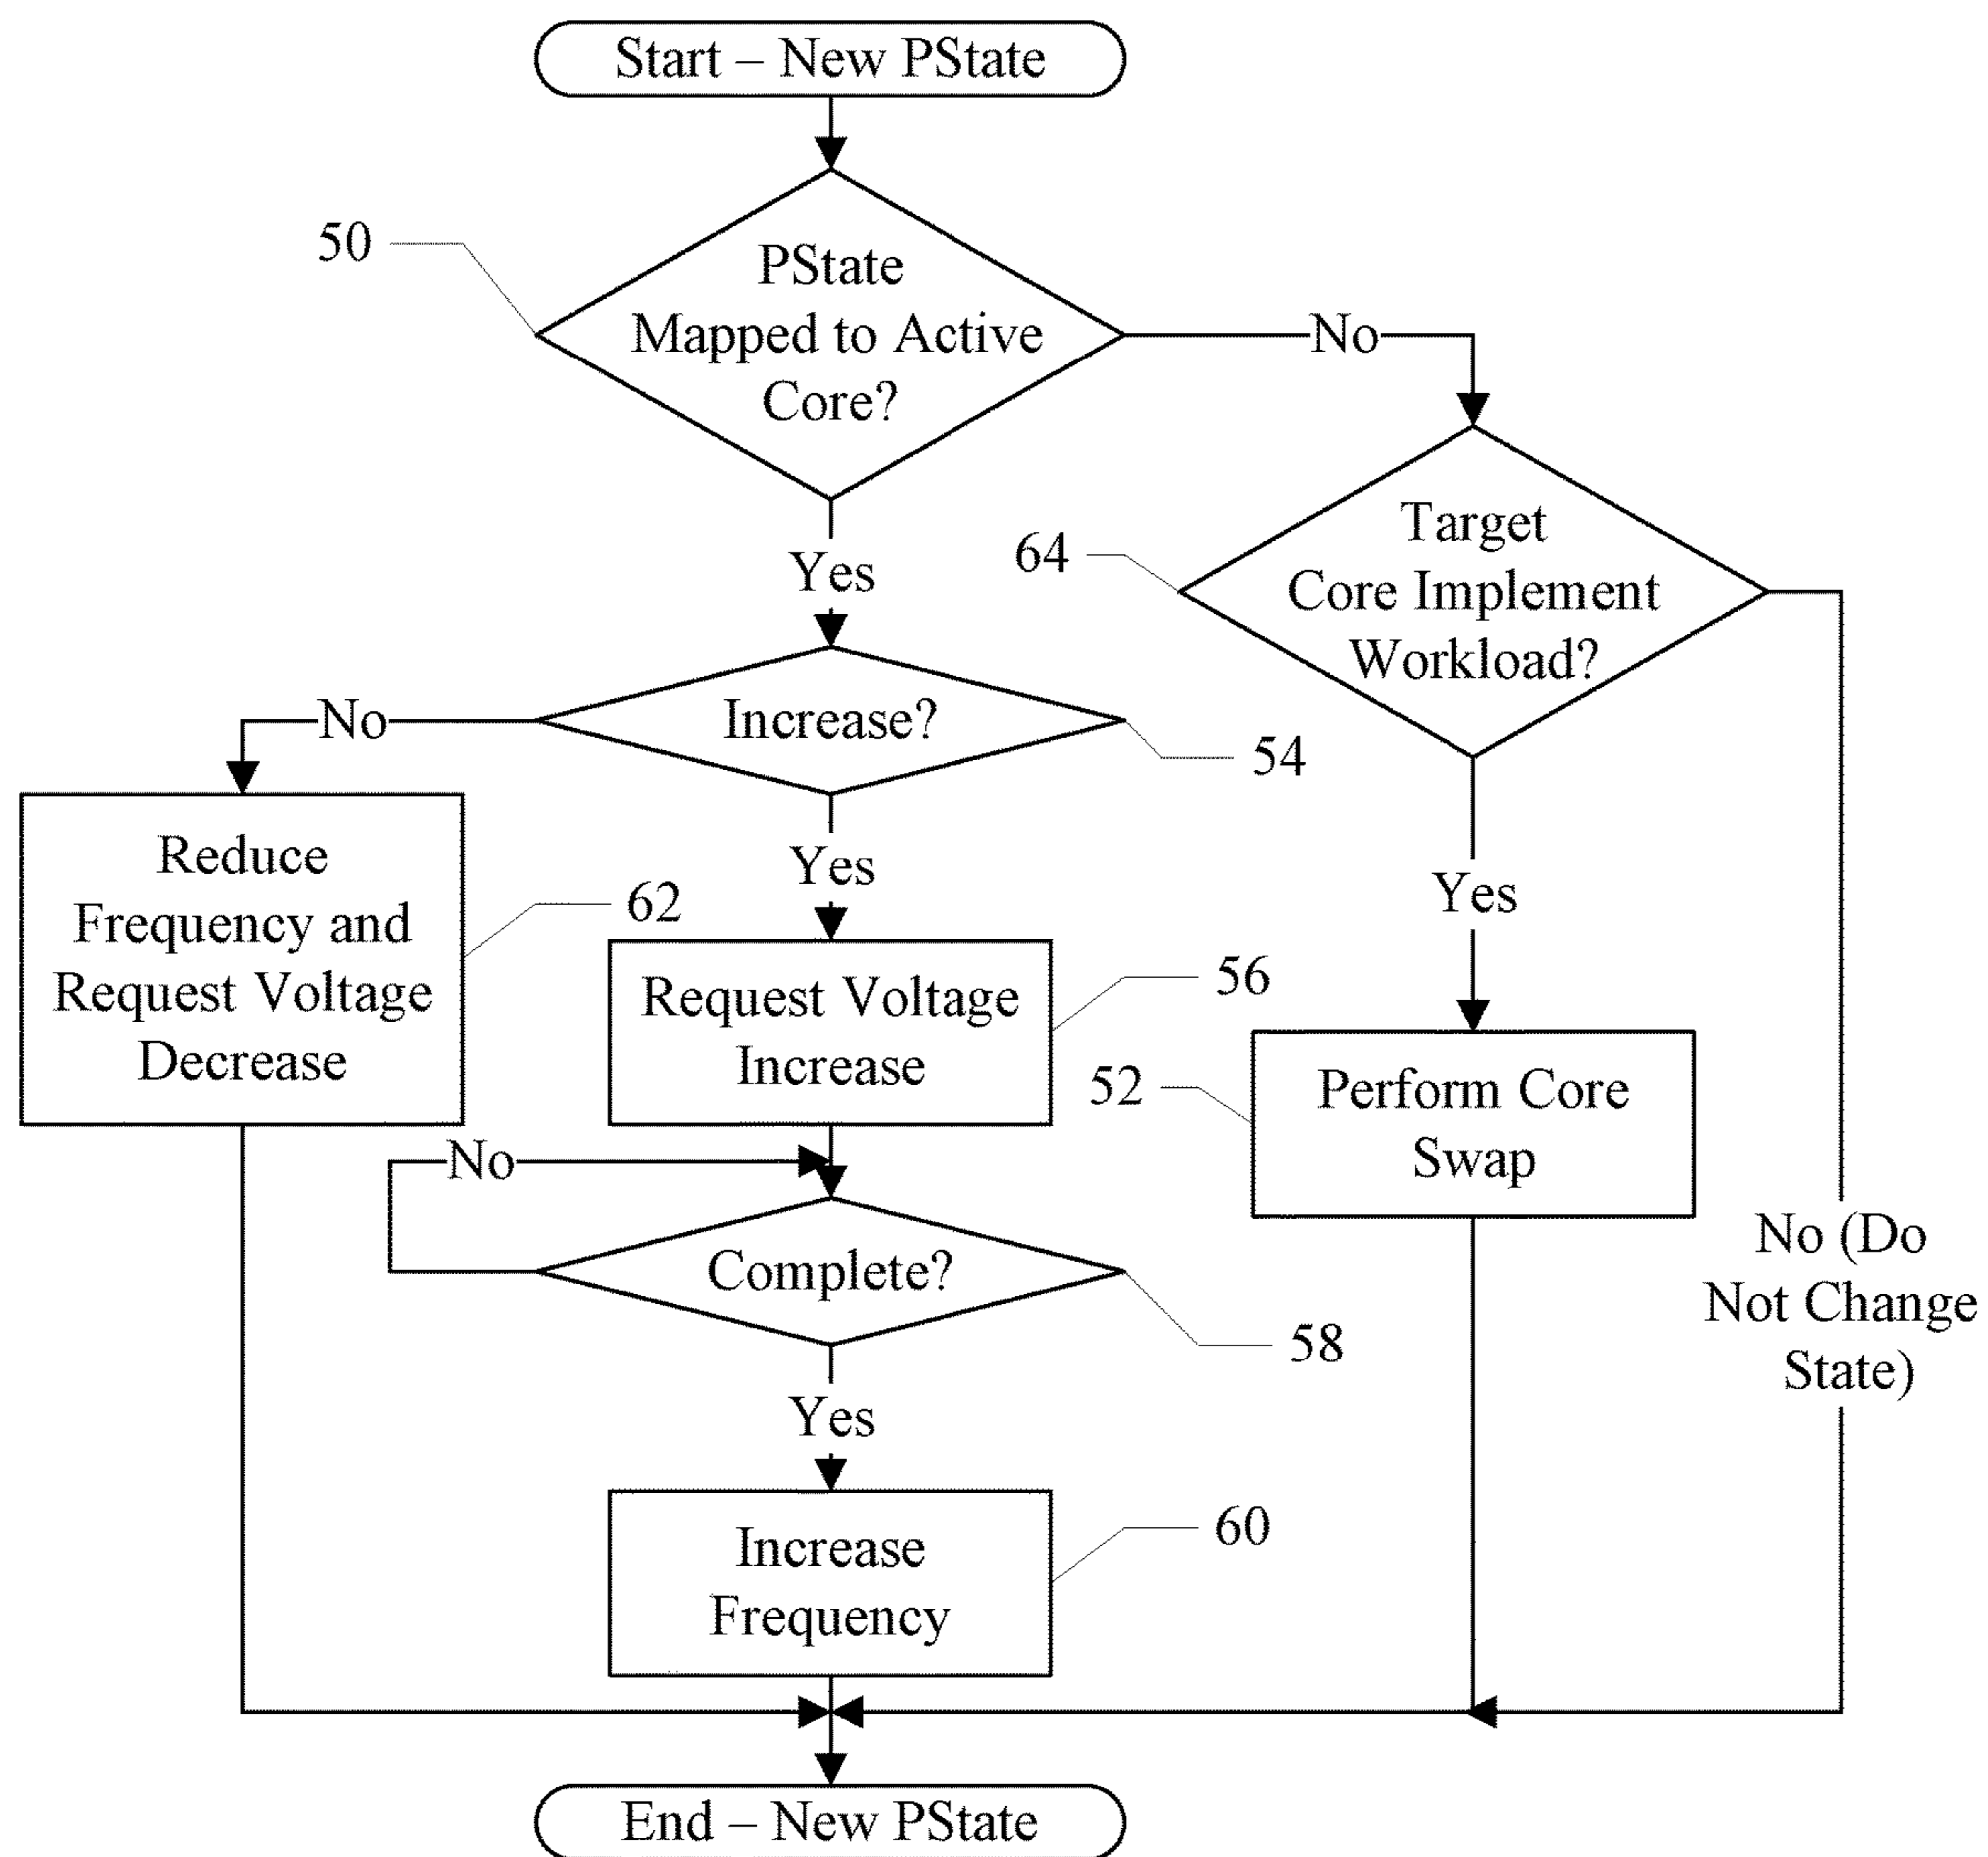 Start – New PState
50
PState
Mapped to Active
Core?
No
Yes
64
Target
Core Implement
Workload?
No
Increase?
54
Yes
Yes
Reduce
Frequency and
Request Voltage
Decrease
62
Request Voltage
Increase
56
52
Perform Core
Swap
No
Complete?
58
No (Do
Not Change
State)
Yes
Increase
Frequency
60
End – New PState